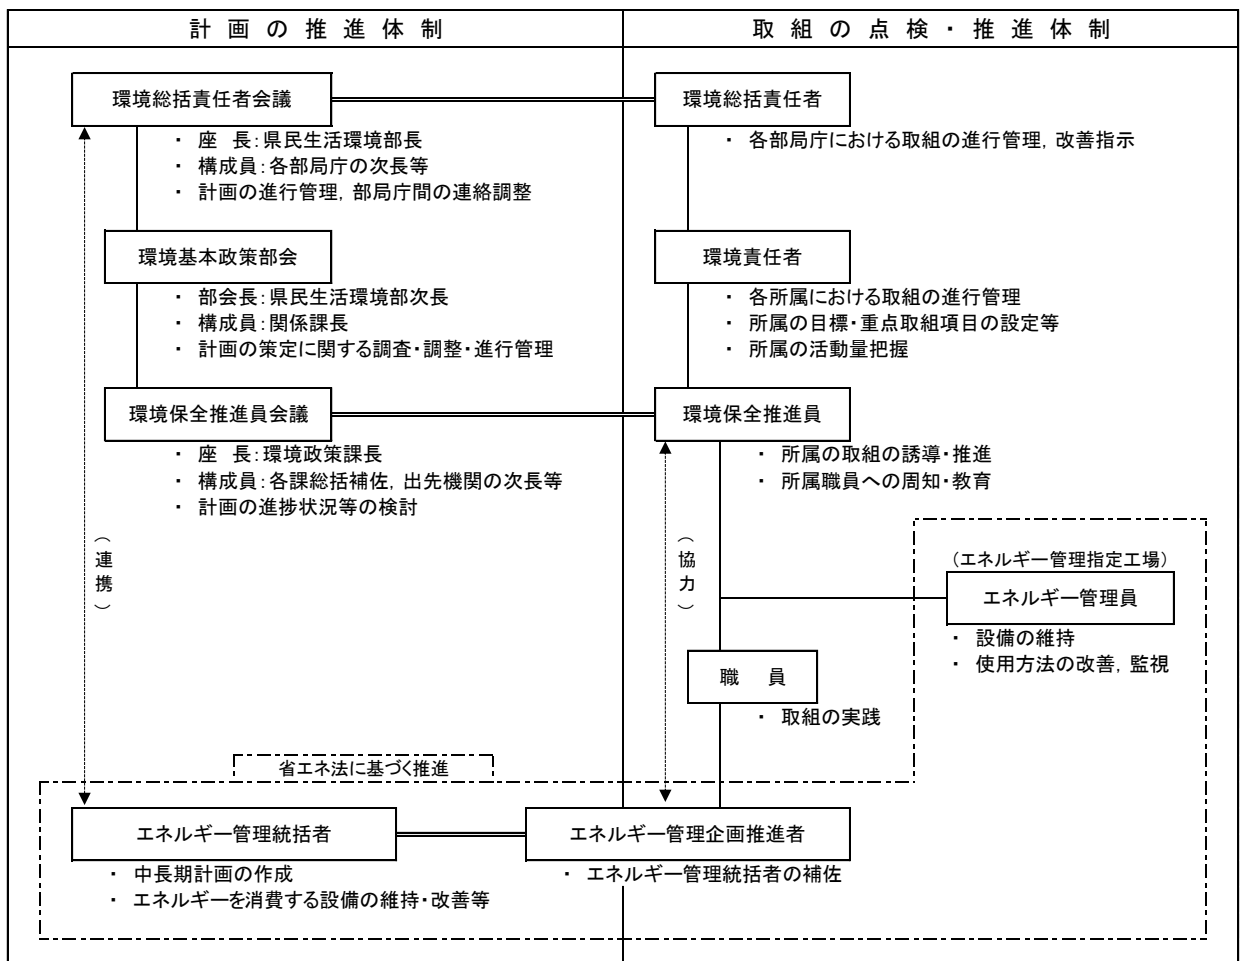 計画の推進体制
取組の点検・推進体制
環境総括責任者会議
・ 座　長：県民生活環境部長
・ 構成員：各部局庁の次長等
・ 計画の進行管理，部局庁間の連絡調整
環境総括責任者
・ 各部局庁における取組の進行管理，改善指示
環境基本政策部会
・ 部会長：県民生活環境部次長
・ 構成員：関係課長
・ 計画の策定に関する調査・調整・進行管理
環境責任者
・ 各所属における取組の進行管理
・ 所属の目標・重点取組項目の設定等
・ 所属の活動量把握
環境保全推進員会議
・ 座　長：環境政策課長
・ 構成員：各課総括補佐，出先機関の次長等
・ 計画の進捗状況等の検討
環境保全推進員
・ 所属の取組の誘導・推進
・ 所属職員への周知・教育
（連携）
（協力）
（エネルギー管理指定工場）
エネルギー管理員
・ 設備の維持
・ 使用方法の改善，監視
職　員
・ 取組の実践
省エネ法に基づく推進
エネルギー管理統括者
・ 中長期計画の作成
・ エネルギーを消費する設備の維持・改善等
エネルギー管理企画推進者
・ エネルギー管理統括者の補佐